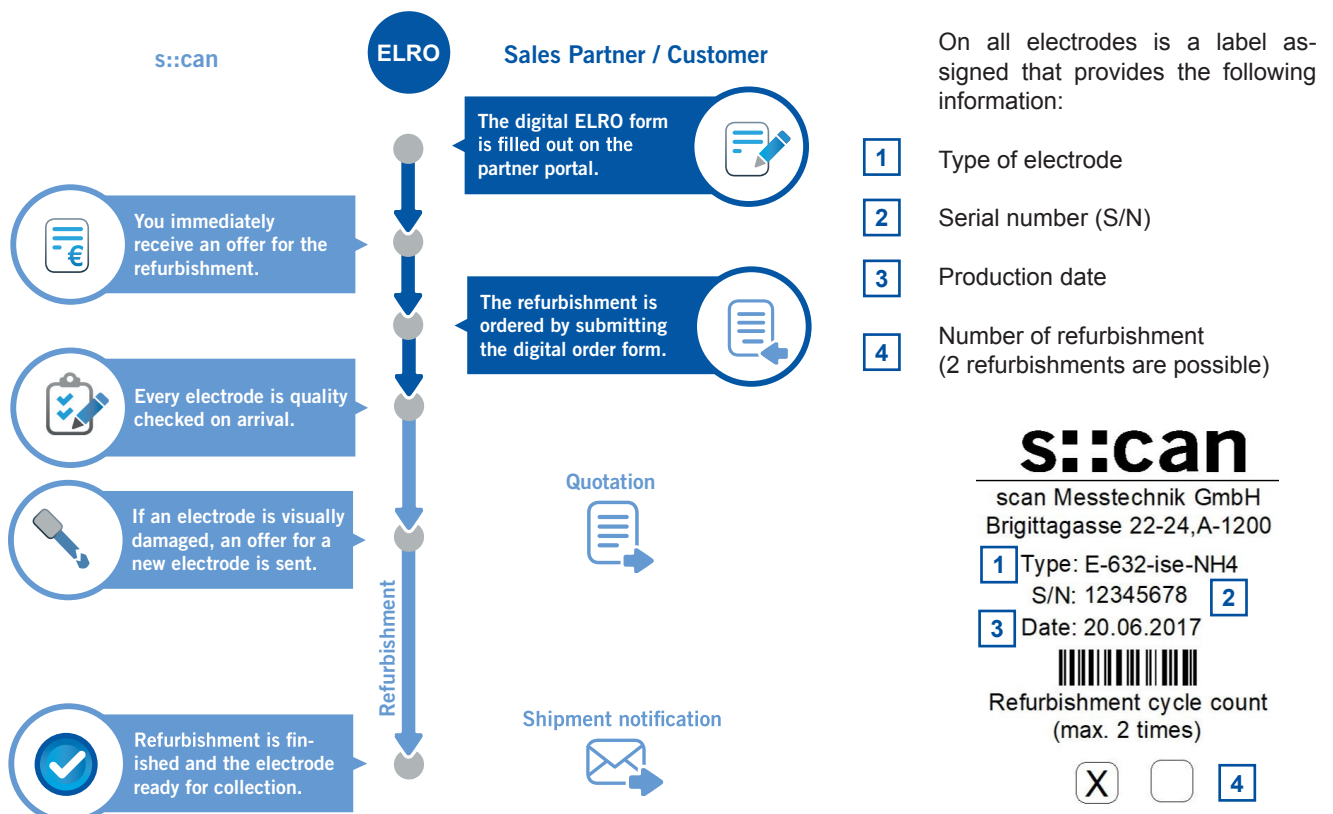 s::can
ELRO
Sales Partner / Customer
The digital ELRO form
is filled out on the
partner portal.
You immediately
receive an offer for the
refurbishment.
€
The refurbishment is
ordered by submitting
the digital order form.
Every electrode is quality
checked on arrival.
If an electrode is visually
damaged, an offer for a
new electrode is sent.
Quotation
Refurbishment
Shipment notification
Refurbishment is fin-
ished and the electrode
ready for collection.
On all electrodes is a label as-
signed that provides the following
information:
1 Type of electrode
2 Serial number (S/N)
3 Production date
4 Number of refurbishment
(2 refurbishments are possible)
s::can
scan Messtechnik GmbH
Brigittagasse 22-24,A-1200
1 Type: E-632-ise-NH4
S/N: 12345678 2
3 Date: 20.06.2017
Refurbishment cycle count
(max. 2 times)
X 4